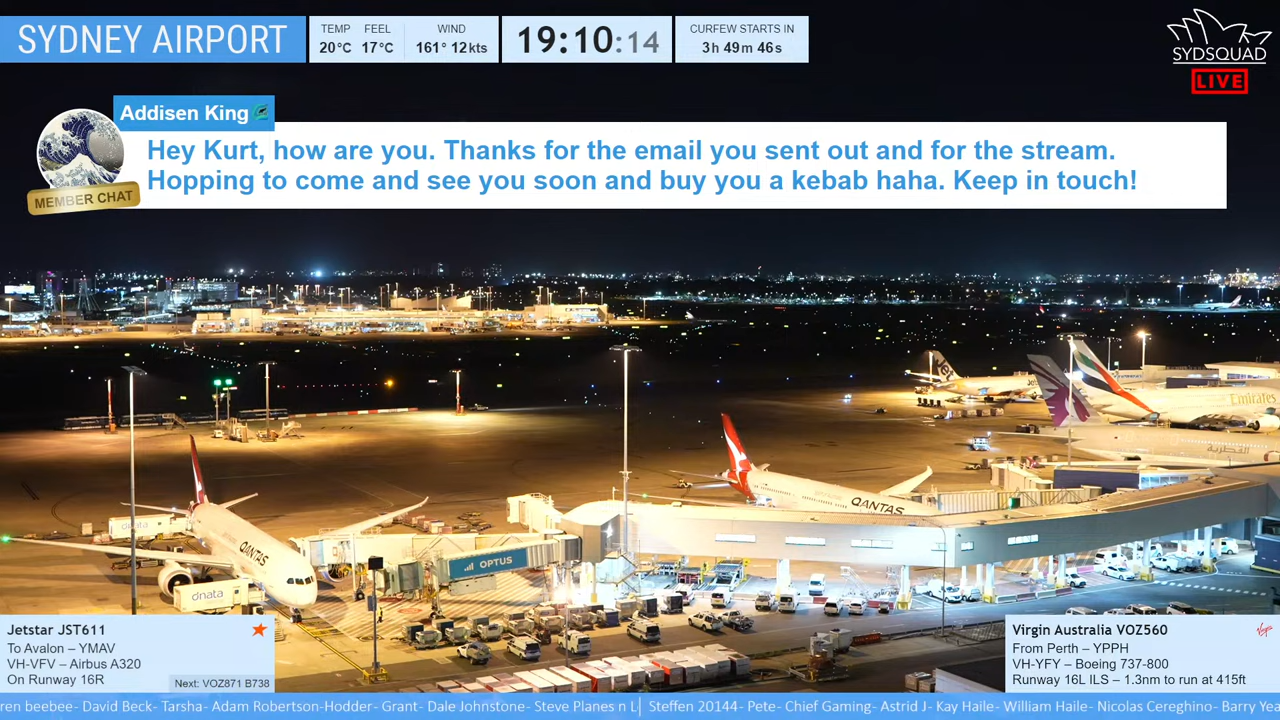 SYDNEY AIRPORT
TEMP FEEL WIND
20°C 17°C 161° 12kts
19:10:14
CURFEW STARTS IN
3h 49m 46s
SYDSQUAD
LIVE
Addisen King
Hey Kurt, how are you. Thanks for the email you sent out and for the stream.
Hopping to come and see you soon and buy you a kebab haha. Keep in touch!
MEMBER CHAT
Emirates
القطرية
QANTAS
QANTAS
OPTUS
dnata
dnata
Jetstar JST611
To Avalon – YMAV
VH-VFV – Airbus A320
On Runway 16R
Next: VOZ871 B738
Virgin Australia VOZ560
From Perth – YPPH
VH-YFY – Boeing 737-800
Runway 16L ILS – 1.3nm to run at 415ft
ren beebee- David Beck- Tarsha- Adam Robertson-Hodder- Grant- Dale Johnstone- Steve Planes n L| Steffen 20144- Pete- Chief Gaming- Astrid J- Kay Haile- William Haile- Nicolas Cereghino- Barry Yea